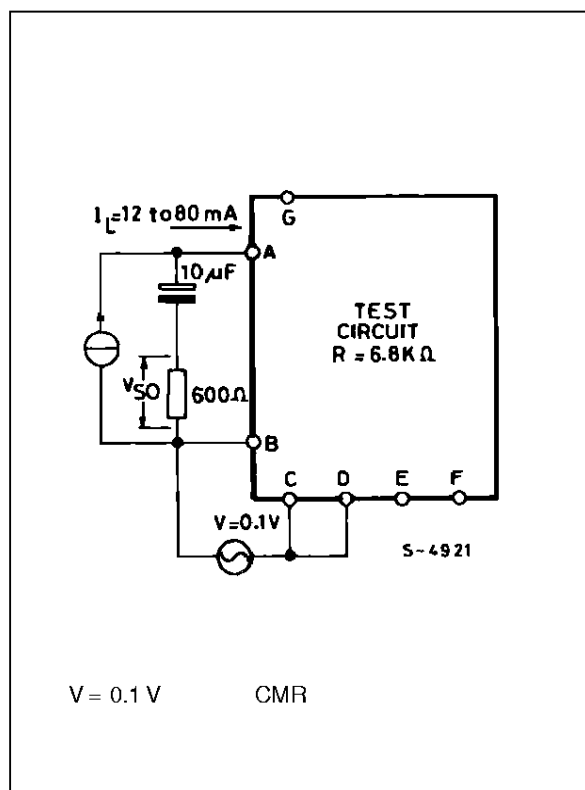 I_L=12 to 80 mA
G
A
10 µF
TEST
CIRCUIT
R = 6.8K Ω
V_SO
600Ω
B
C D E F
V=0.1V
S-4921
V = 0.1 V CMR